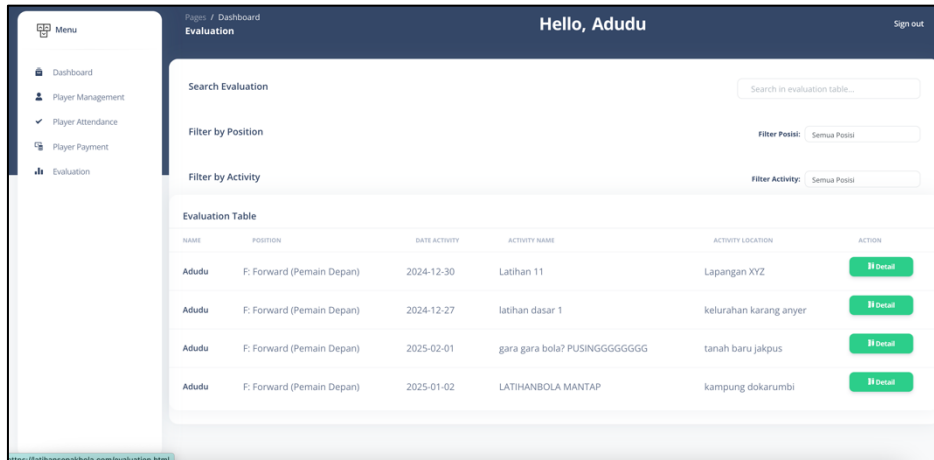 Menu
Dashboard
Player Management
Player Attendance
Player Payment
Evaluation
Pages / Dashboard
Evaluation
Hello, Adudu
Sign out
Search Evaluation
Search in evaluation table...
Filter by Position
Filter Posisi: Semua Posisi
Filter by Activity
Filter Activity: Semua Posisi
Evaluation Table
NAME POSITION DATE ACTIVITY ACTIVITY NAME ACTIVITY LOCATION ACTION
Adudu F: Forward (Pemain Depan) 2024-12-30 Latihan 11 Lapangan XYZ Detail
Adudu F: Forward (Pemain Depan) 2024-12-27 latihan dasar 1 kelurahan karang anyer Detail
Adudu F: Forward (Pemain Depan) 2025-02-01 gara gara bola? PUSINGGGGGGGG tanah baru jakpus Detail
Adudu F: Forward (Pemain Depan) 2025-01-02 LATIHANBOLA MANTAP kampung dokarumbi Detail